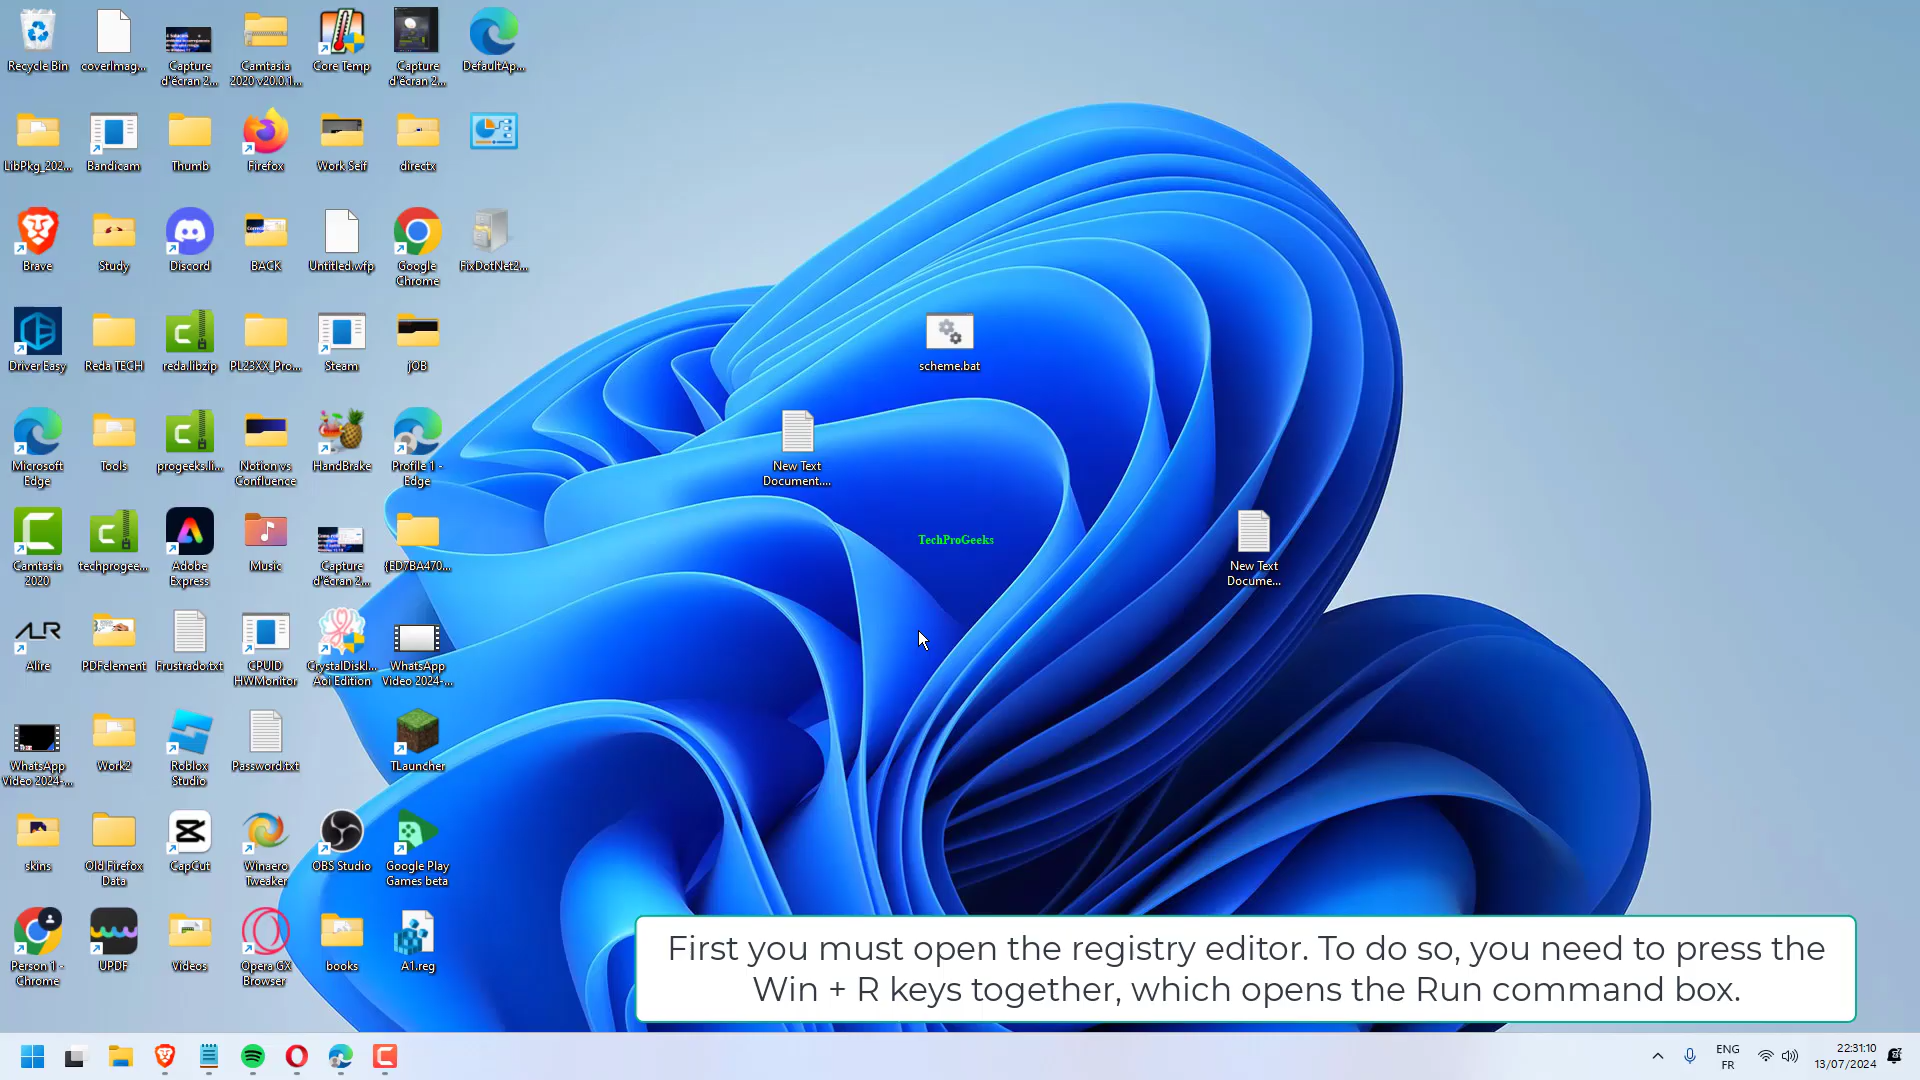 Recycle Bin
coverImag...
Capture
d'écran 2...
Camtasia
2020 v20.0.1...
Core Temp
Capture
d'écran 2...
DefaultAp...
LibPkg_202...
Bandicam
Thumb
Firefox
Work Self
directx
Brave
Study
Discord
BACK
Untitled.wfp
Google
Chrome
FixDotNet2...
Driver Easy
Reda TECH
reda.libzip
PL23XX_Pro...
Steam
jOB
scheme.bat
Microsoft
Edge
Tools
progeeks.li...
Notion vs
Confluence
HandBrake
Profile 1 -
Edge
New Text
Document....
Camtasia
2020
techprogee...
Adobe
Express
Music
Capture
d'écran 2...
{ED7BA470...
TechProGeeks
New Text
Docume...
ALR
Alire
PDFelement
Frustrado.txt
CPUID
HWMonitor
CrystalDiskI...
Aoi Edition
WhatsApp
Video 2024-...
WhatsApp
Video 2024-...
Work2
Roblox
Studio
Password.txt
TLauncher
skins
Old Firefox
Data
CapCut
Winaero
Tweaker
OBS Studio
Google Play
Games beta
Person 1 -
Chrome
UPDF
Videos
Opera GX
Browser
books
A1.reg
First you must open the registry editor. To do so, you need to press the
Win + R keys together, which opens the Run command box.
ENG
FR
22:31:10
13/07/2024